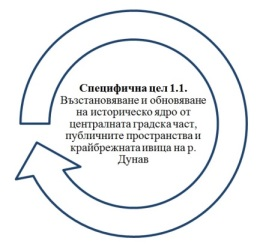 Специфична цел 1.1.
Възстановяване и обновяване
на историческо ядро от
централната градска част,
публичните пространства и
крайбрежната ивица на р.
Дунав